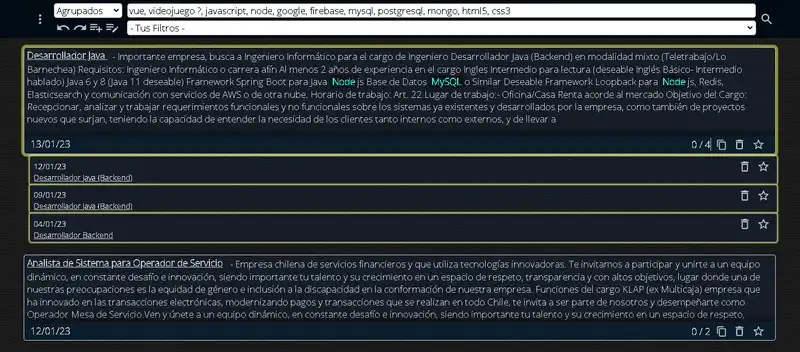 Agrupados
vue, videojuego ?, javascript, node, google, firebase, mysql, postgresql, mongo, html5, css3
- Tus Filtros -
Desarrollador Java - Importante empresa, busca a Ingeniero Informático para el cargo de Ingeniero Desarrollador Java (Backend) en modalidad mixto (Teletrabajo/Lo
Barnechea) Requisitos: Ingeniero Informático o carrera afín Al menos 2 años de experiencia en el cargo Ingles Intermedio para lectura (deseable Inglés Básico- Intermedio
hablado) Java 6 y 8 (Java 11 deseable) Framework Spring Boot para Java. Node js Base de Datos. MySQL o Similar Deseable Framework Loopback para Node js, Redis,
Elasticsearch y comunicación con servicios de AWS o de otra nube. Horario de trabajo: Art. 22 Lugar de trabajo:- Oficina/Casa Renta acorde al mercado Objetivo del Cargo:
Recepcionar, analizar y trabajar requerimientos funcionales y no funcionales sobre los sistemas ya existentes y desarrollados por la empresa, como también de proyectos
nuevos que surjan, teniendo la capacidad de entender la necesidad de los clientes tanto internos como externos, y de llevar a
13/01/23
0 / 4
12/01/23
Desarrollador Java (Backend)
09/01/23
Desarrollador Java (Backend)
04/01/23
Desarrollador Backend
Analista de Sistema para Operador de Servicio - Empresa chilena de servicios financieros y que utiliza tecnologías innovadoras. Te invitamos a participar y unirte a un equipo
dinámico, en constante desafío e innovación, siendo importante tu talento y su crecimiento en un espacio de respeto, transparencia y con altos objetivos, lugar donde una de
nuestras preocupaciones es la equidad de género e inclusión a la discapacidad en la conformación de nuestra empresa. Funciones del cargo KLAP (ex Multicaja) Empresa que
ha innovado en las transacciones electrónicas, modernizando pagos y transacciones que se realizan en todo Chile, te invita a ser parte de nosotros y desempeñarte como
Operador Mesa de Servicio.Ven y únete a un equipo dinámico, en constante desafío e innovación, siendo importante tu talento y su crecimiento en un espacio de respeto,
12/01/23
0 / 2